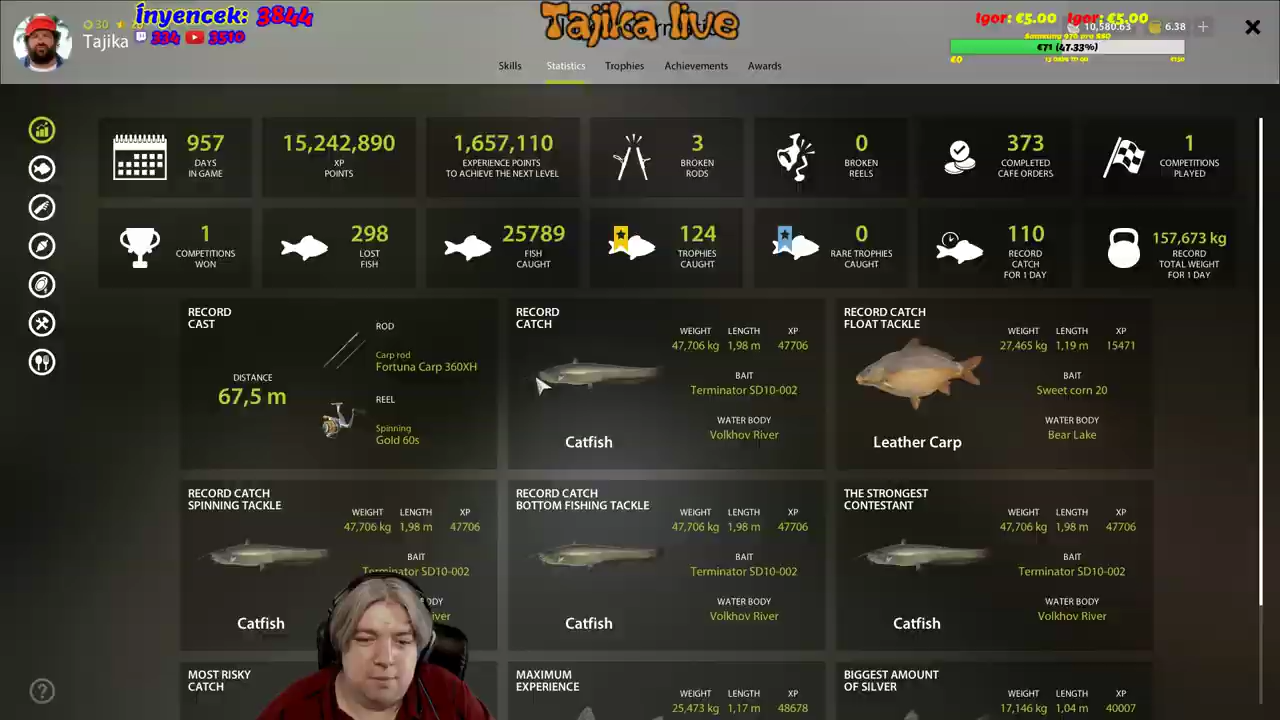 30
Tajika
Ínyencek: 3844
334 3510
Tajika live
Igor: €5.00 Igor: €5.00
10,580.63 6.38
€71 (47.33%)
€0
Skills Statistics Trophies Achievements Awards
957
DAYS
IN GAME
15,242,890
XP
POINTS
1,657,110
EXPERIENCE POINTS
TO ACHIEVE THE NEXT LEVEL
3
BROKEN
RODS
0
BROKEN
REELS
373
COMPLETED
CAFE ORDERS
1
COMPETITIONS
PLAYED
1
COMPETITIONS
WON
298
LOST
FISH
25789
FISH
CAUGHT
124
TROPHIES
CAUGHT
0
RARE TROPHIES
CAUGHT
110
RECORD
CATCH
FOR 1 DAY
157,673 kg
RECORD
TOTAL WEIGHT
FOR 1 DAY
RECORD
CAST
DISTANCE
67,5 m
ROD
Carp rod
Fortuna Carp 360XH
REEL
Spinning
Gold 60s
RECORD
CATCH
WEIGHT LENGTH XP
47,706 kg 1,98 m 47706
BAIT
Terminator SD10-002
WATER BODY
Volkhov River
Catfish
RECORD CATCH
FLOAT TACKLE
WEIGHT LENGTH XP
27,465 kg 1,19 m 15471
BAIT
Sweet corn 20
WATER BODY
Bear Lake
Leather Carp
RECORD CATCH
SPINNING TACKLE
WEIGHT LENGTH XP
47,706 kg 1,98 m 47706
BAIT
Terminator SD10-002
ODY
iver
Catfish
RECORD CATCH
BOTTOM FISHING TACKLE
WEIGHT LENGTH XP
47,706 kg 1,98 m 47706
BAIT
Terminator SD10-002
WATER BODY
Volkhov River
Catfish
THE STRONGEST
CONTESTANT
WEIGHT LENGTH XP
47,706 kg 1,98 m 47706
BAIT
Terminator SD10-002
WATER BODY
Volkhov River
Catfish
MOST RISKY
CATCH
MAXIMUM
EXPERIENCE
WEIGHT LENGTH XP
25,473 kg 1,17 m 48678
BIGGEST AMOUNT
OF SILVER
WEIGHT LENGTH XP
17,146 kg 1,04 m 40007